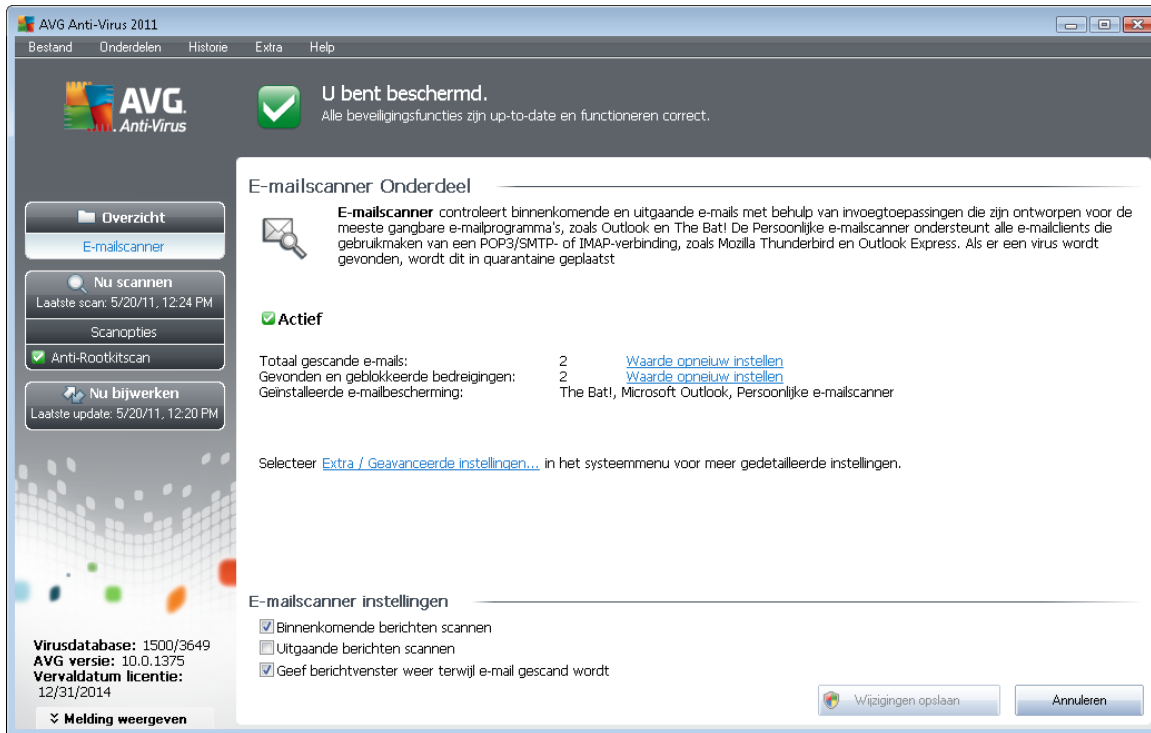 AVG Anti-Virus 2011
Bestand Onderdelen Historie Extra Help
AVG.
Anti-Virus
U bent beschermd.
Alle beveiligingsfuncties zijn up-to-date en functioneren correct.
Overzicht
E-mailscanner
Nu scannen
Laatste scan: 5/20/11, 12:24 PM
Scanopties
Anti-Rootkitscan
Nu bijwerken
Laatste update: 5/20/11, 12:20 PM
Virusdatabase: 1500/3649
AVG versie: 10.0.1375
Vervaldatum licentie:
12/31/2014
Melding weergeven
E-mailscanner Onderdeel
E-mailscanner controleert binnenkomende en uitgaande e-mails met behulp van invoegtoepassingen die zijn ontworpen voor de
meeste gangbare e-mailprogramma's, zoals Outlook en The Bat! De Persoonlijke e-mailscanner ondersteunt alle e-mailclients die
gebruikmaken van een POP3/SMTP- of IMAP-verbinding, zoals Mozilla Thunderbird en Outlook Express. Als er een virus wordt
gevonden, wordt dit in quarantaine geplaatst
Actief
Totaal gescande e-mails: 2 Waarde opneiuw instellen
Gevonden en geblokkeerde bedreigingen: 2 Waarde opneiuw instellen
Geïnstalleerde e-mailbescherming: The Bat!, Microsoft Outlook, Persoonlijke e-mailscanner
Selecteer Extra / Geavanceerde instellingen... in het systeemmenu voor meer gedetailleerde instellingen.
E-mailscanner instellingen
Binnenkomende berichten scannen
Uitgaande berichten scannen
Geef berichtvenster weer terwijl e-mail gescand wordt
Wijzigingen opslaan
Annuleren